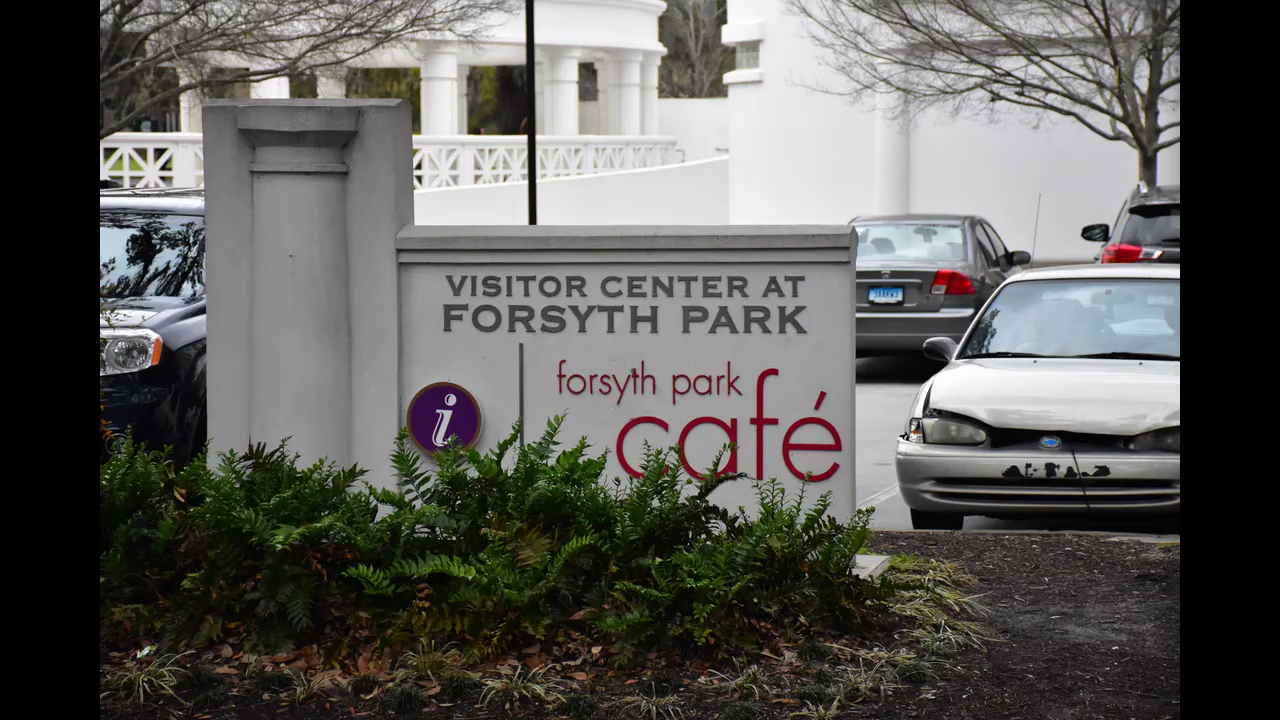 VISITOR CENTER AT
FORSYTH PARK
forsyth park
café
i